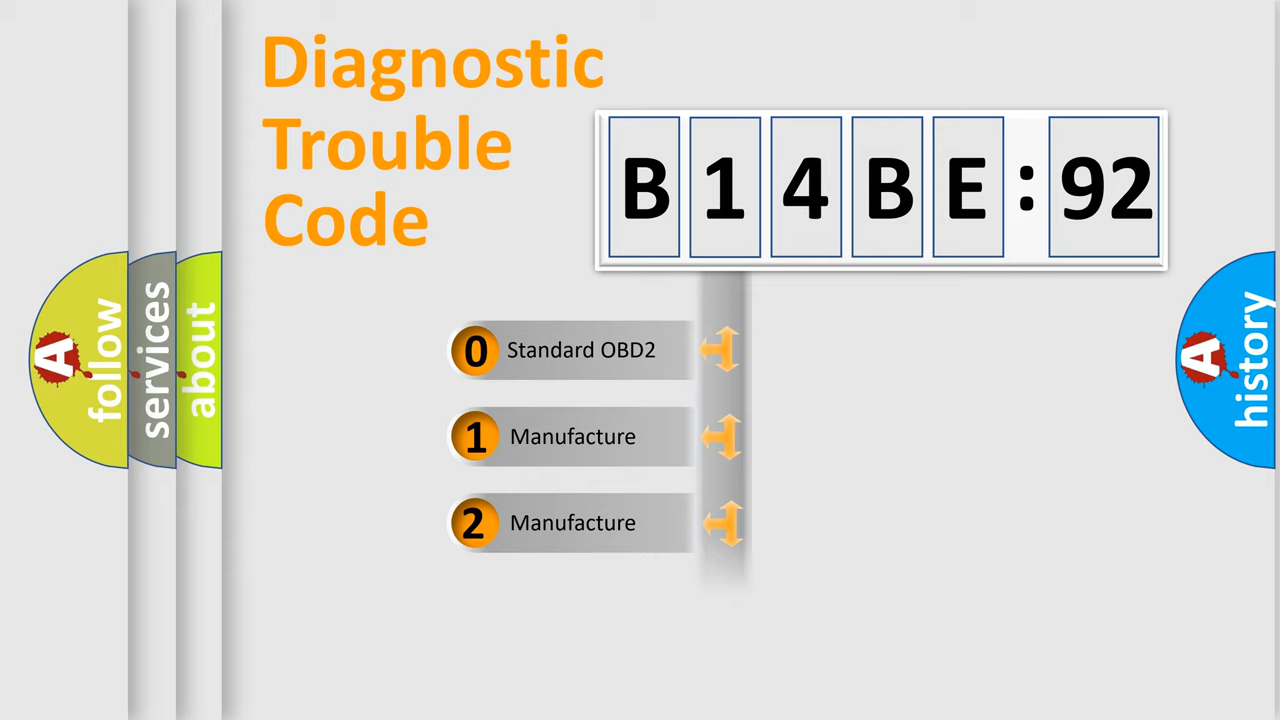 Diagnostic
Trouble
Code
B 1 4 B E : 92
0 Standard OBD2
1 Manufacture
2 Manufacture
A follow
services
about
A history